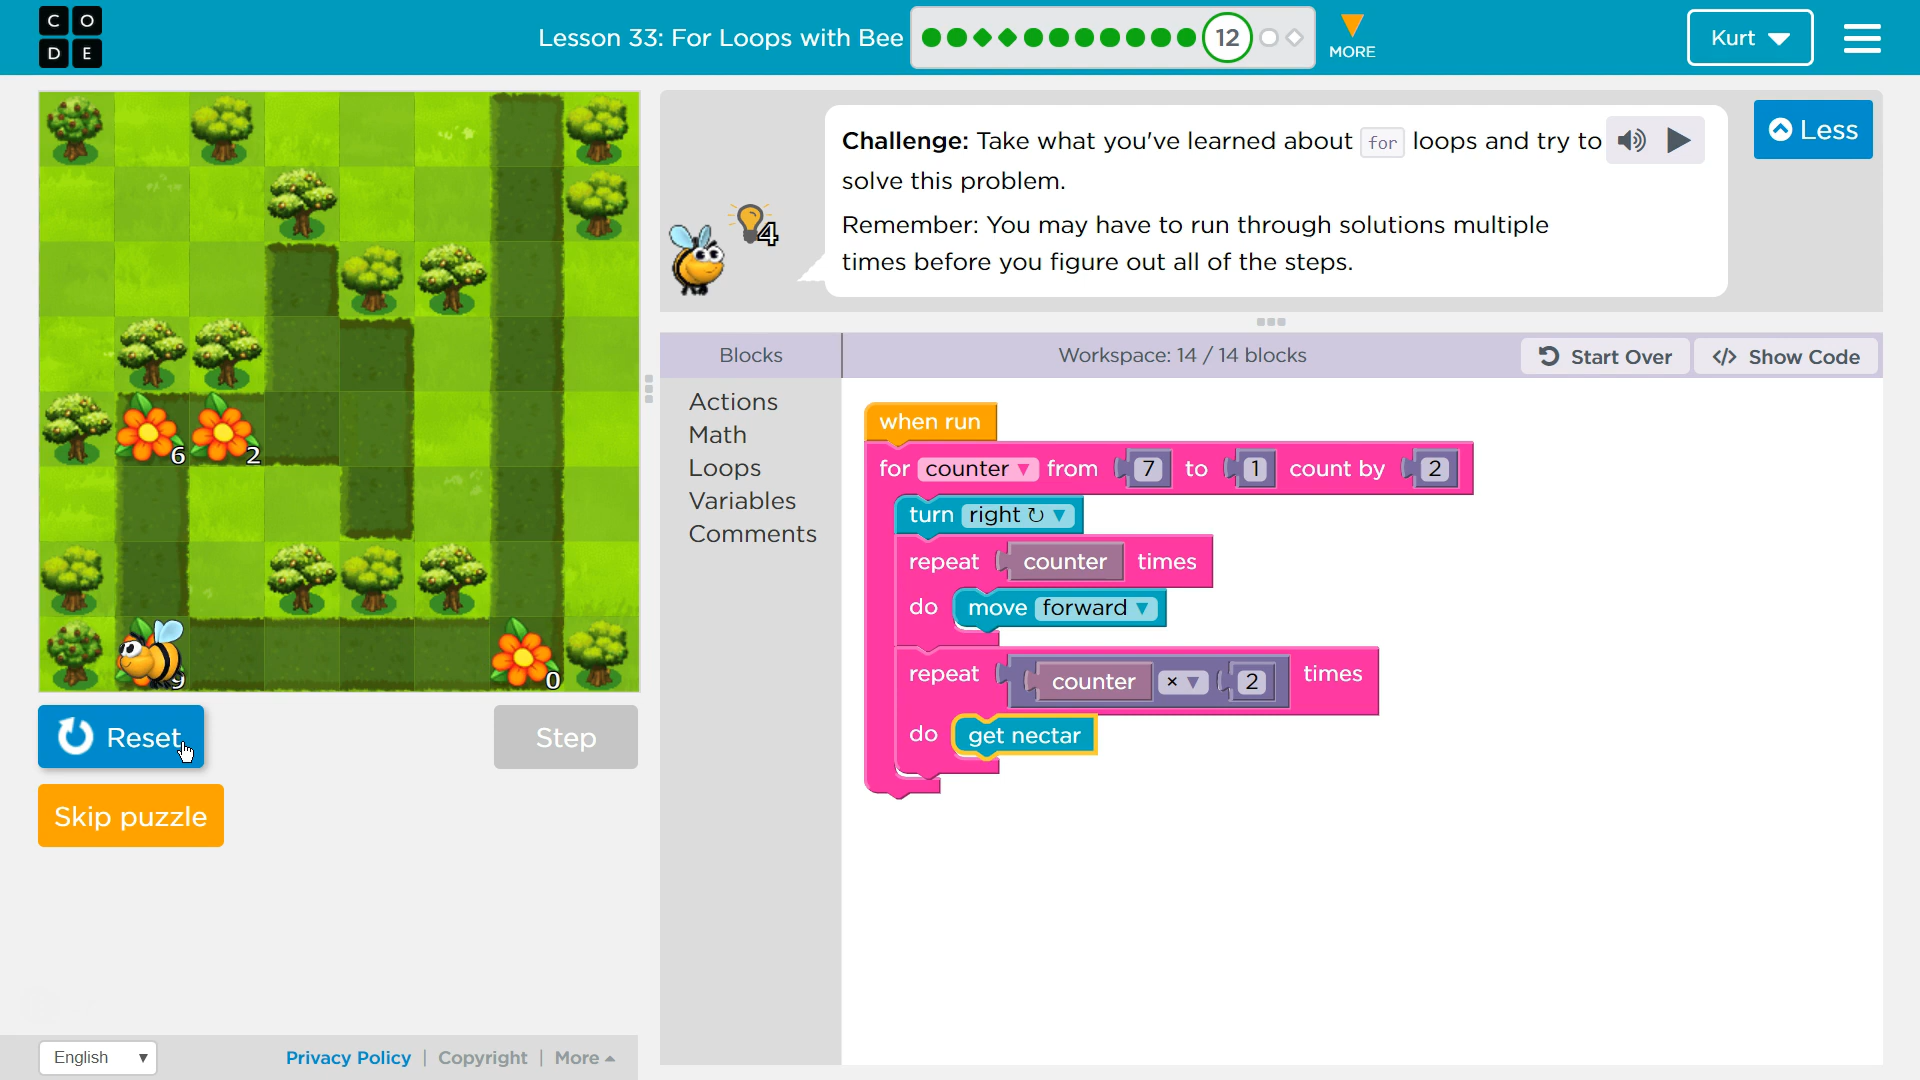 C O
D E
Lesson 33: For Loops with Bee
12
MORE
Kurt
Challenge: Take what you've learned about for loops and try to
solve this problem.
Remember: You may have to run through solutions multiple
times before you figure out all of the steps.
4
Less
Blocks
Workspace: 14 / 14 blocks
Start Over
</> Show Code
Actions
Math
Loops
Variables
Comments
when run
for counter from 7 to 1 count by 2
turn right
repeat counter times
do move forward
repeat counter × 2 times
do get nectar
6
2
9
0
Reset
Step
Skip puzzle
English
Privacy Policy | Copyright | More